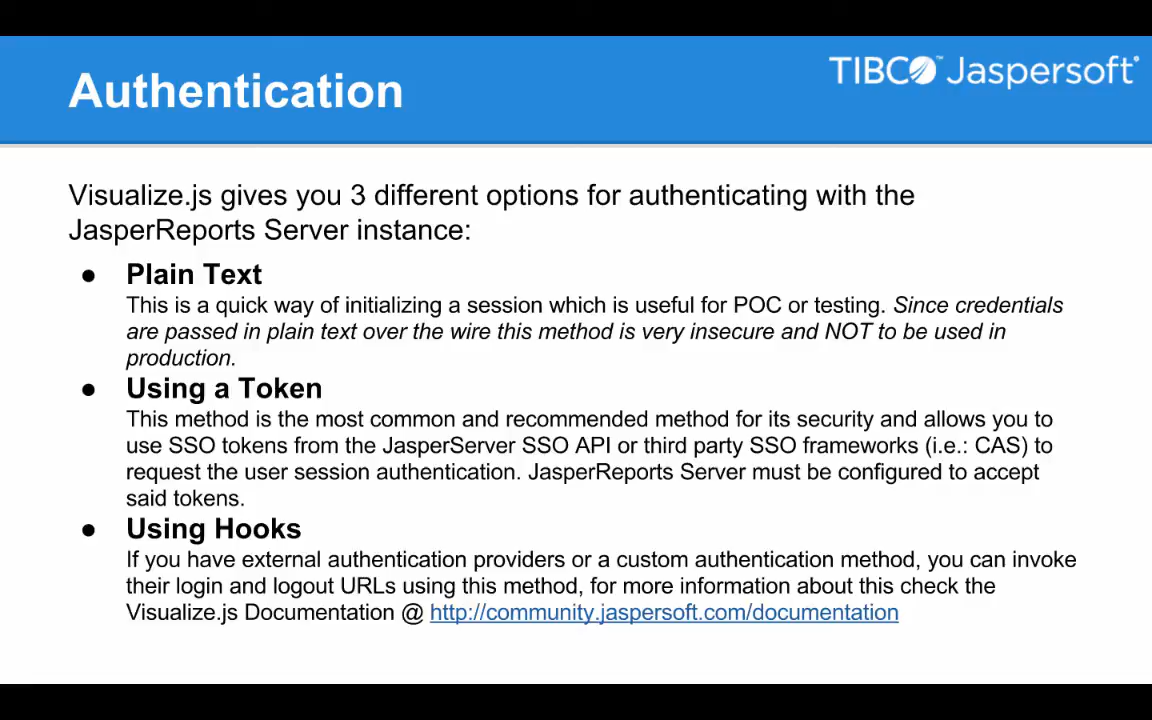 Authentication
TIBCO™ Jaspersoft®
Visualize.js gives you 3 different options for authenticating with the
JasperReports Server instance:
● Plain Text
This is a quick way of initializing a session which is useful for POC or testing. Since credentials
are passed in plain text over the wire this method is very insecure and NOT to be used in
production.
● Using a Token
This method is the most common and recommended method for its security and allows you to
use SSO tokens from the JasperServer SSO API or third party SSO frameworks (i.e.: CAS) to
request the user session authentication. JasperReports Server must be configured to accept
said tokens.
● Using Hooks
If you have external authentication providers or a custom authentication method, you can invoke
their login and logout URLs using this method, for more information about this check the
Visualize.js Documentation @ http://community.jaspersoft.com/documentation